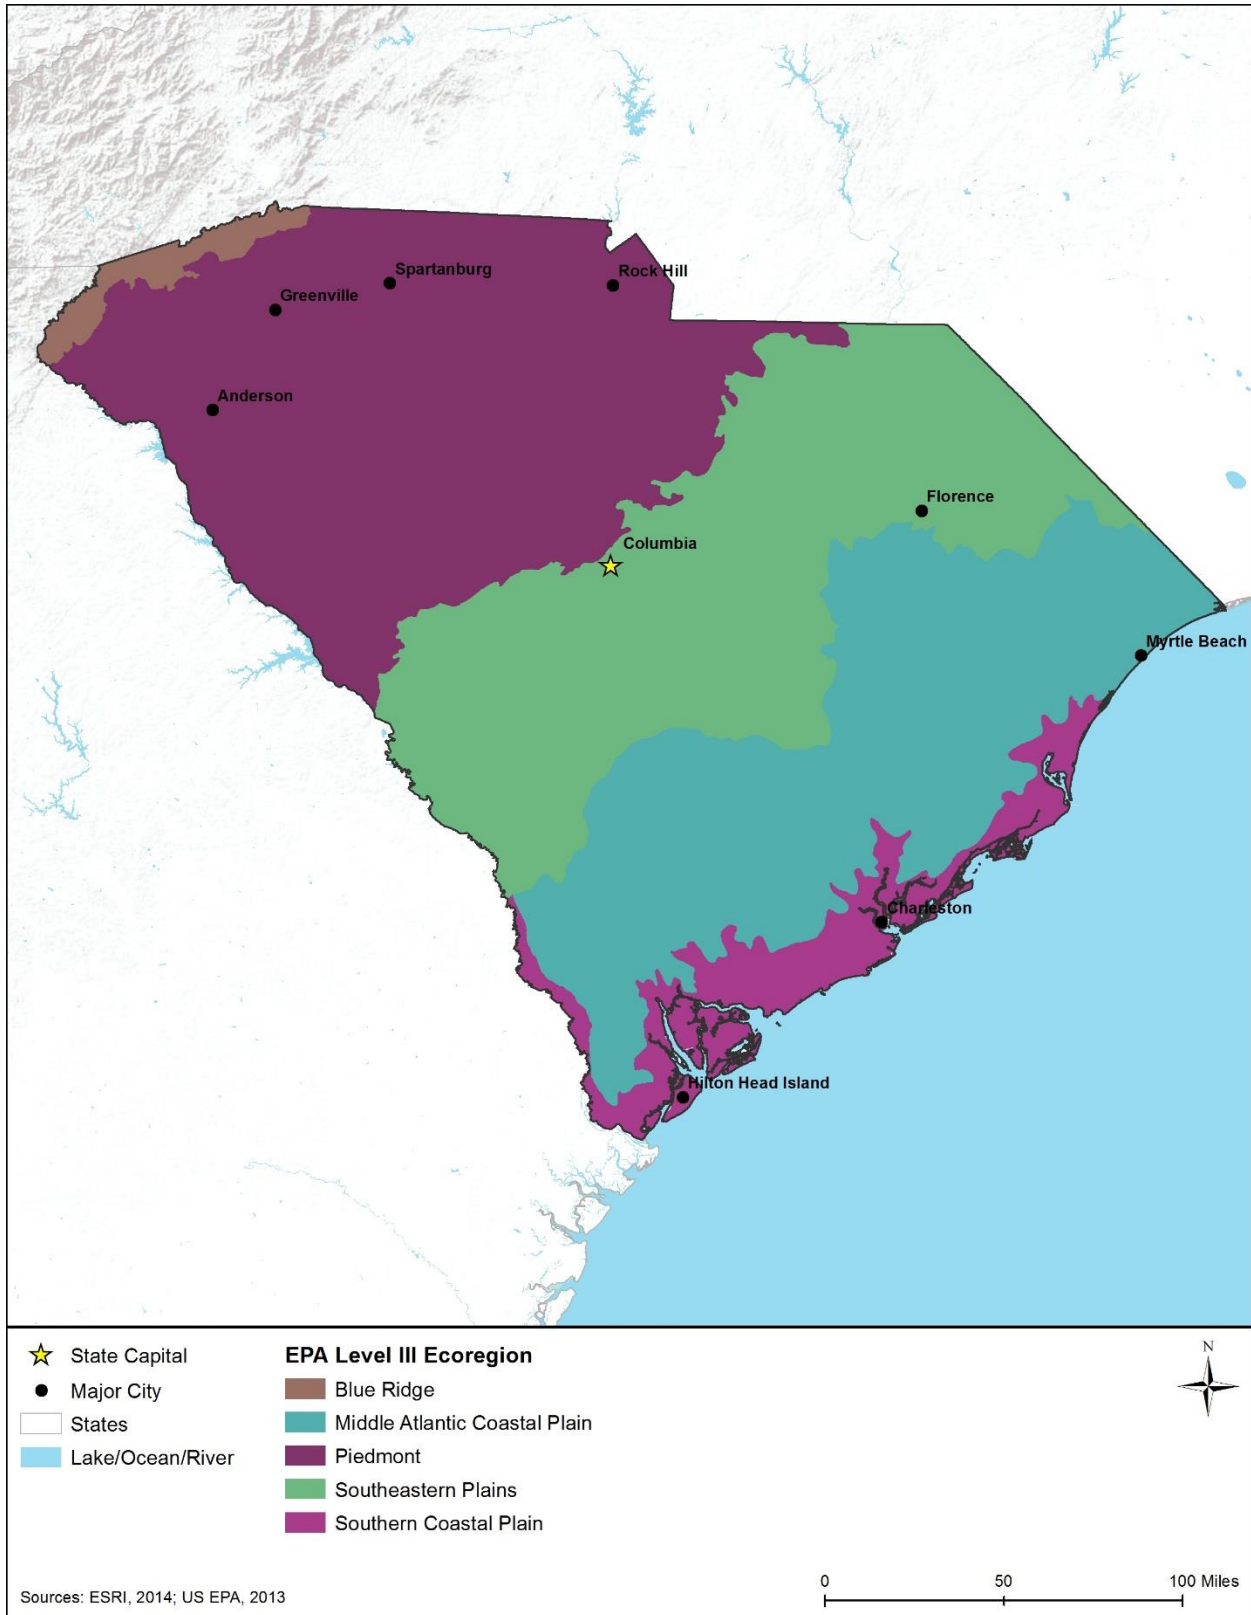 Spartanburg
Rock Hill
Greenville
Anderson
Florence
Columbia
Myrtle Beach
Charleston
Hilton Head Island
State Capital
Major City
States
Lake/Ocean/River
EPA Level III Ecoregion
Blue Ridge
Middle Atlantic Coastal Plain
Piedmont
Southeastern Plains
Southern Coastal Plain
N
Sources: ESRI, 2014; US EPA, 2013
0 50 100 Miles